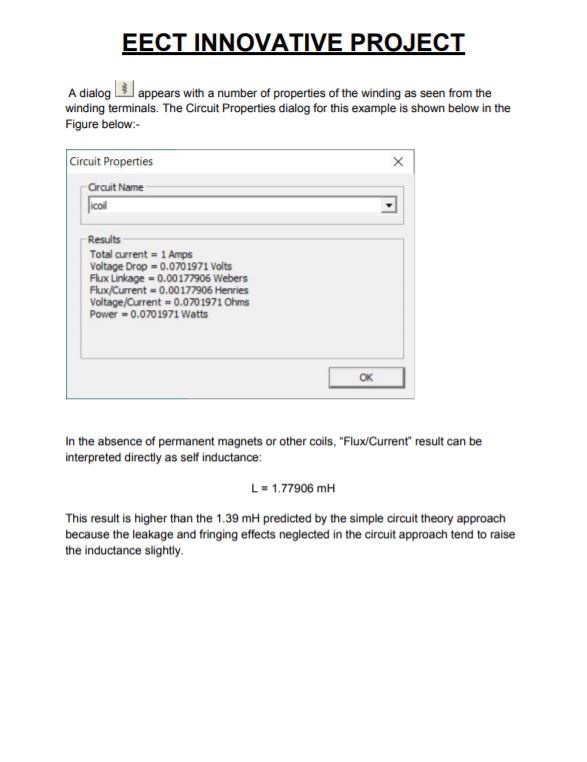 EECT INNOVATIVE PROJECT
A dialog appears with a number of properties of the winding as seen from the
winding terminals. The Circuit Properties dialog for this example is shown below in the
Figure below:-
Circuit Properties
Circuit Name
icoil
Results
Total current = 1 Amps
Voltage Drop = 0.0701971 Volts
Flux Linkage = 0.00177906 Webers
Flux/Current = 0.00177906 Henries
Voltage/Current = 0.0701971 Ohms
Power = 0.0701971 Watts
OK
In the absence of permanent magnets or other coils, “Flux/Current” result can be
interpreted directly as self inductance:
L = 1.77906 mH
This result is higher than the 1.39 mH predicted by the simple circuit theory approach
because the leakage and fringing effects neglected in the circuit approach tend to raise
the inductance slightly.